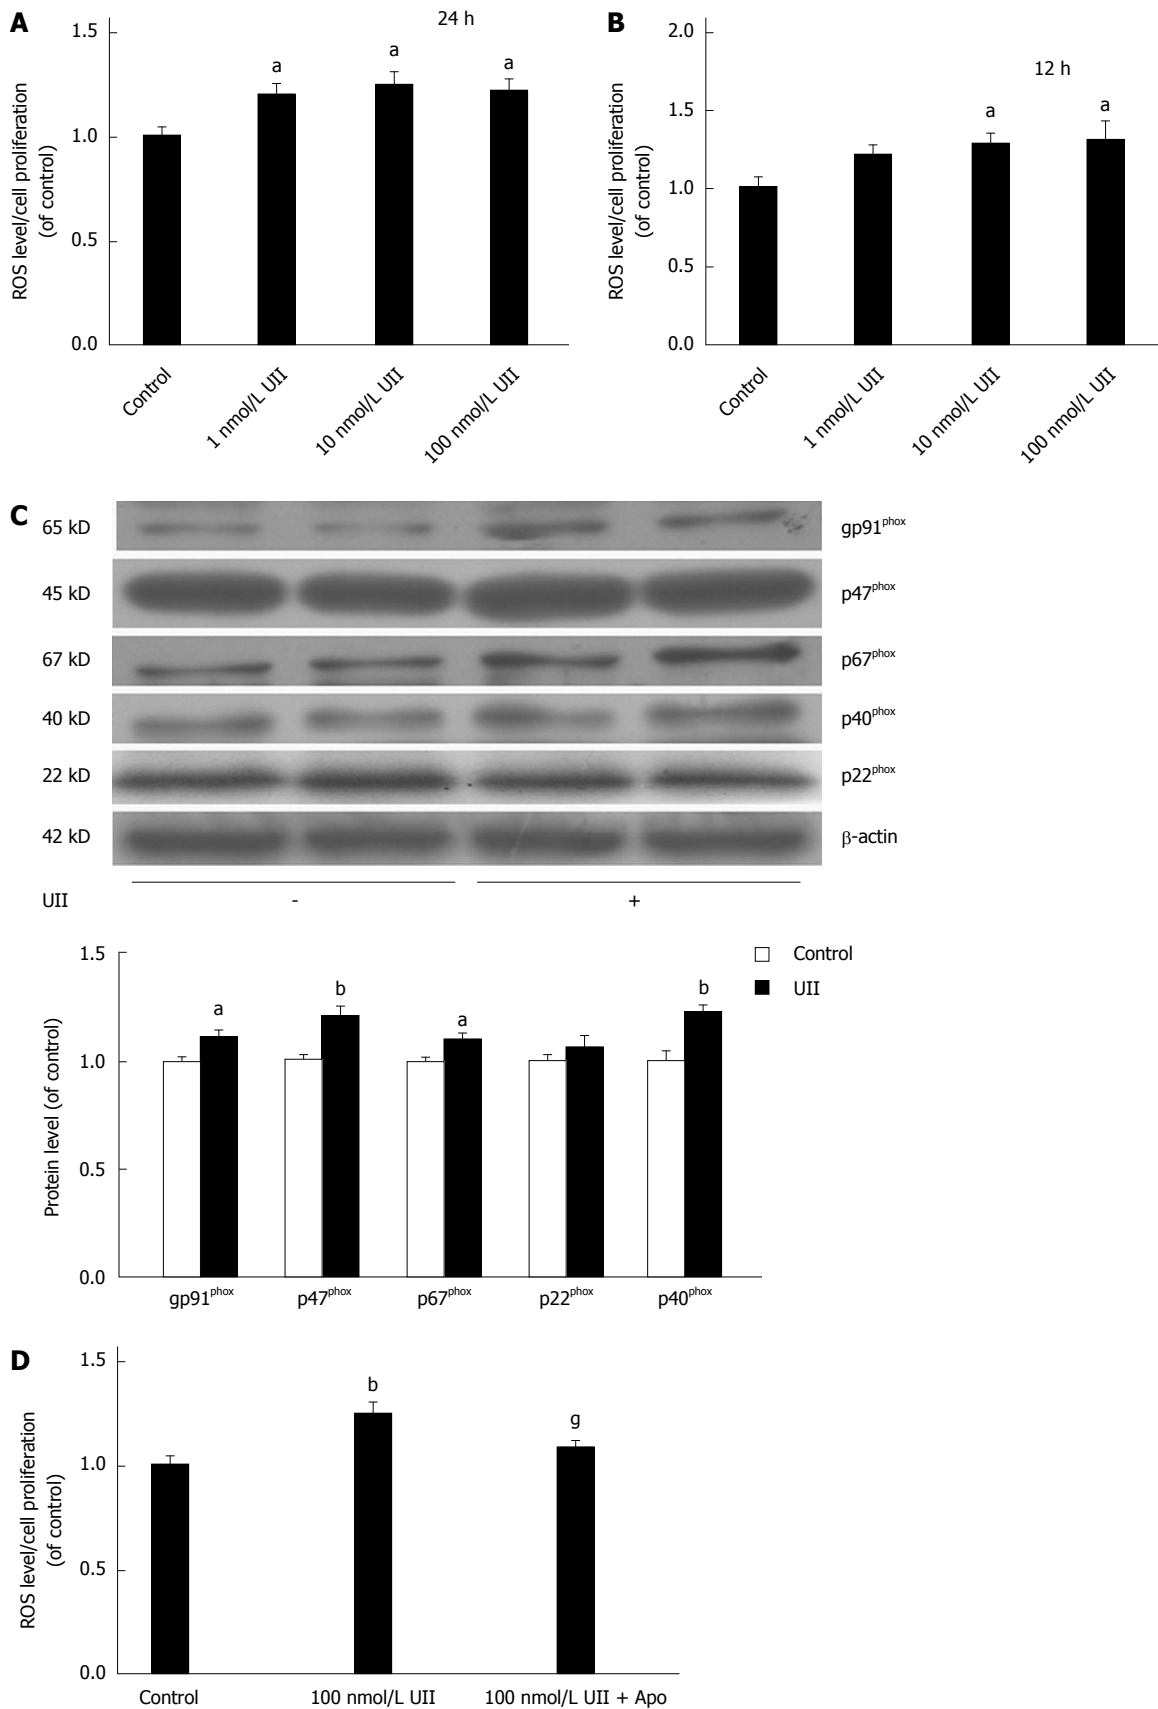 A
24 h
1.5
1.0
0.5
0.0
ROS level/cell proliferation
(of control)
a
a
a
Control
1 nmol/L UII
10 nmol/L UII
100 nmol/L UII
B
12 h
2.0
1.5
1.0
0.5
0.0
ROS level/cell proliferation
(of control)
a
a
Control
1 nmol/L UII
10 nmol/L UII
100 nmol/L UII
C
65 kD
gp91phox
45 kD
p47phox
67 kD
p67phox
40 kD
p40phox
22 kD
p22phox
42 kD
β-actin
UII
-
+
1.5
1.0
0.5
0.0
Protein level (of control)
Control
UII
a
b
a
b
gp91phox
p47phox
p67phox
p22phox
p40phox
D
1.5
1.0
0.5
0.0
ROS level/cell proliferation
(of control)
b
g
Control
100 nmol/L UII
100 nmol/L UII + Apo